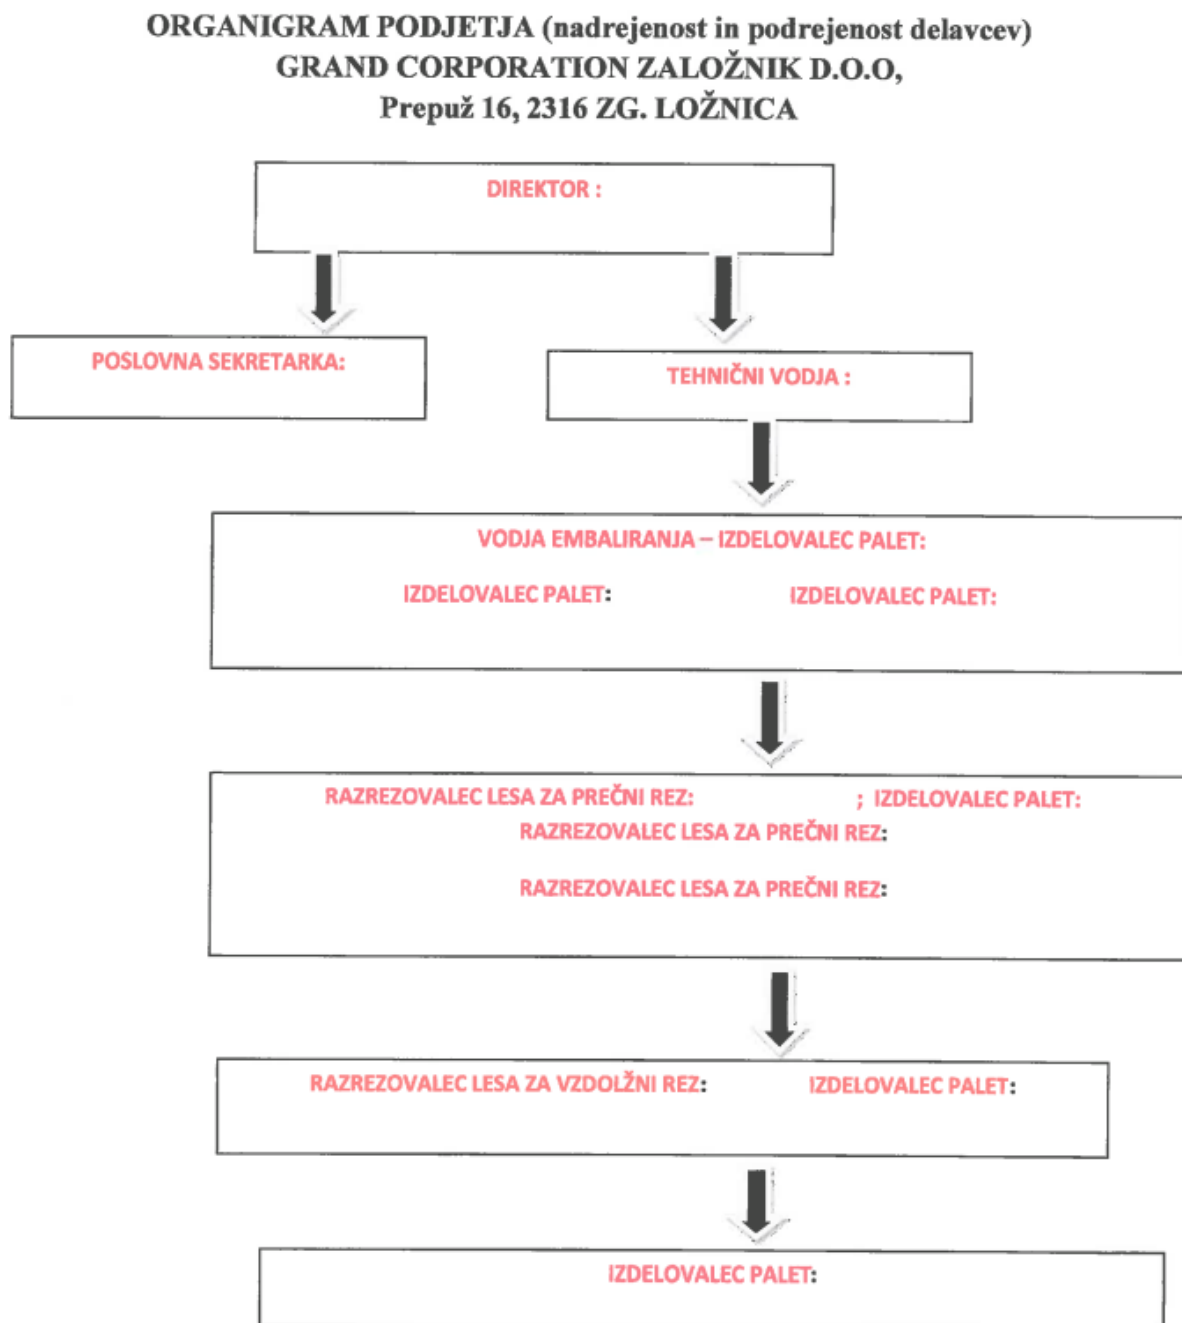 ORGANIGRAM PODJETJA (nadrejenost in podrejenost delavcev)
GRAND CORPORATION ZALOŽNIK D.O.O,
Prepuž 16, 2316 ZG. LOŽNICA
DIREKTOR :
POSLOVNA SEKRETARKA:
TEHNIČNI VODJA :
VODJA EMBALIRANJA – IZDELOVALEC PALET:
IZDELOVALEC PALET: IZDELOVALEC PALET:
RAZREZOVALEC LESA ZA PREČNI REZ: ; IZDELOVALEC PALET:
RAZREZOVALEC LESA ZA PREČNI REZ:
RAZREZOVALEC LESA ZA PREČNI REZ:
RAZREZOVALEC LESA ZA VZDOLŽNI REZ: IZDELOVALEC PALET:
IZDELOVALEC PALET: